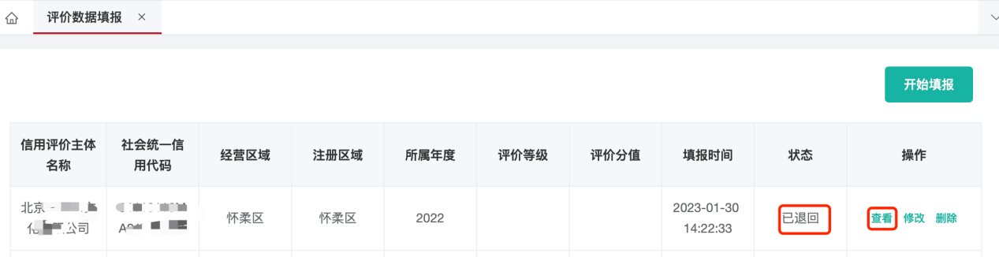 评价数据填报
开始填报
信用评价主体
名称
社会统一信
用代码
经营区域
注册区域
所属年度
评价等级
评价分值
填报时间
状态
操作
北京
化
公司
A
怀柔区
怀柔区
2022
2023-01-30
14:22:33
已退回
查看 修改 删除